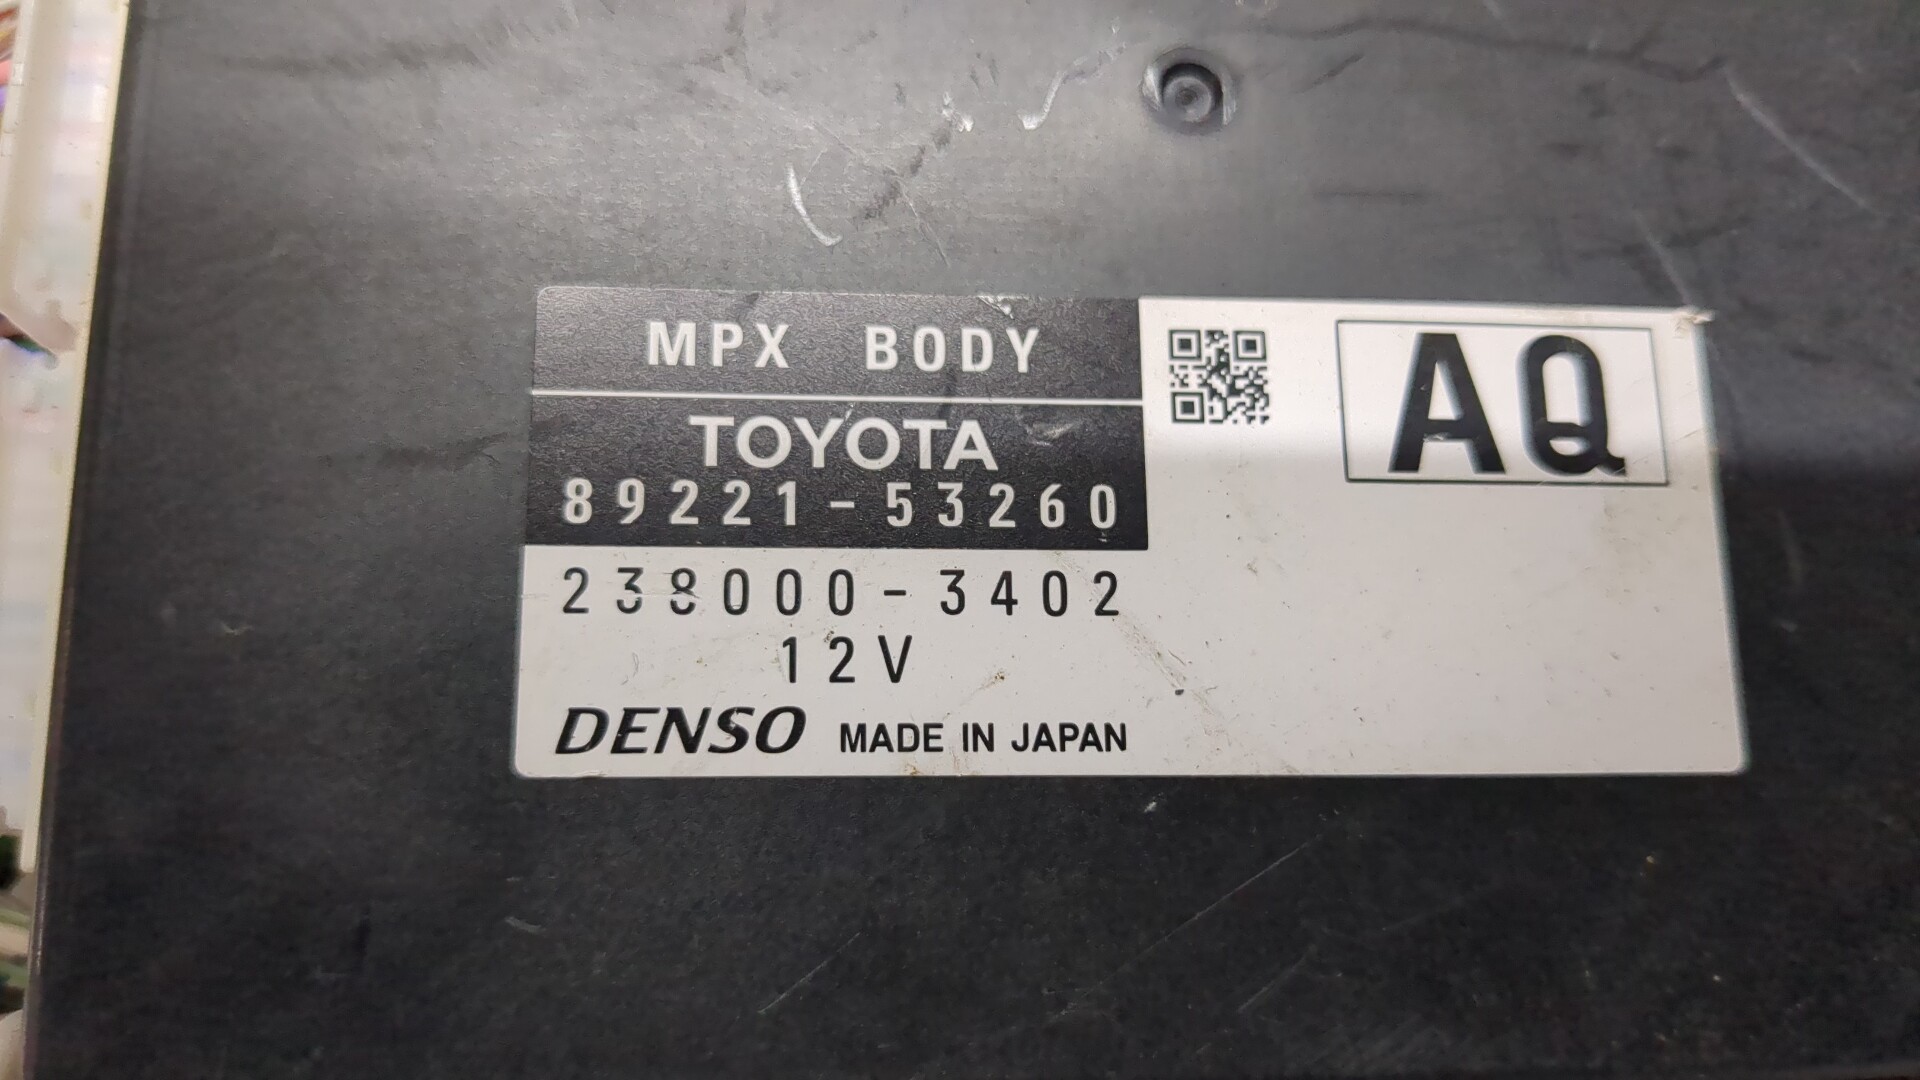 MPX BODY
TOYOTA
89221-53260
238000-3402
12V
DENSO MADE IN JAPAN
AQ